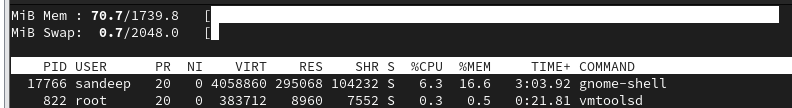 MiB Mem : 70.7/1739.8 [
MiB Swap: 0.7/2048.0 [
PID USER PR NI VIRT RES SHR S %CPU %MEM TIME+ COMMAND
17766 sandeep 20 0 4058860 295068 104232 S 6.3 16.6 3:03.92 gnome-shell
822 root 20 0 383712 8960 7552 S 0.3 0.5 0:21.81 vmtoolsd